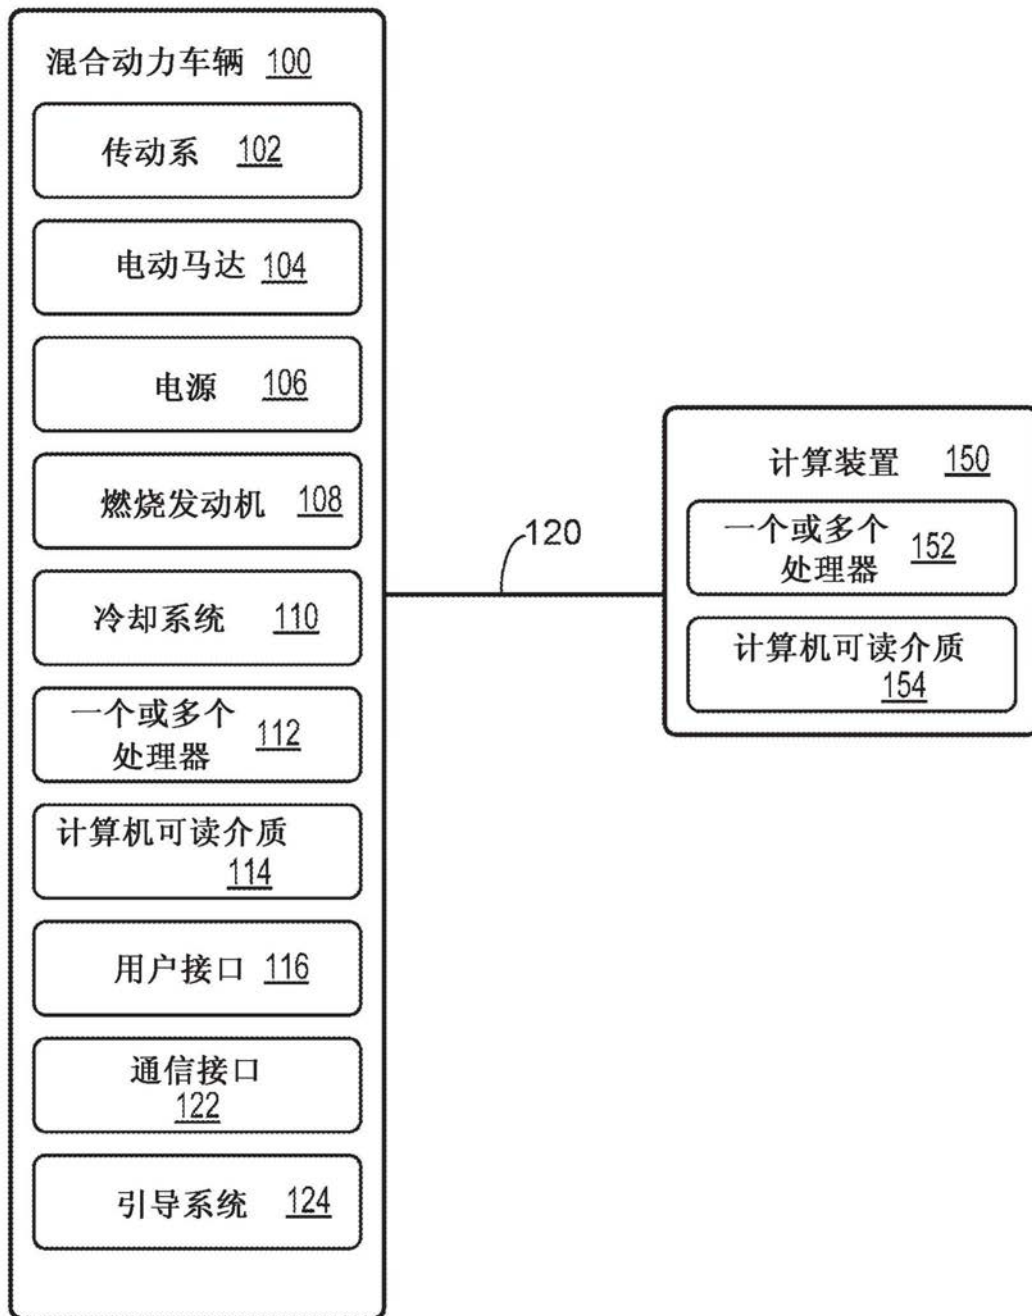 混合动力车辆 100
传动系 102
电动马达 104
电源 106
燃烧发动机 108
冷却系统 110
一个或多个
处理器 112
计算机可读介质
114
用户接口 116
通信接口
122
引导系统 124
120
计算装置 150
一个或多个
处理器 152
计算机可读介质
154